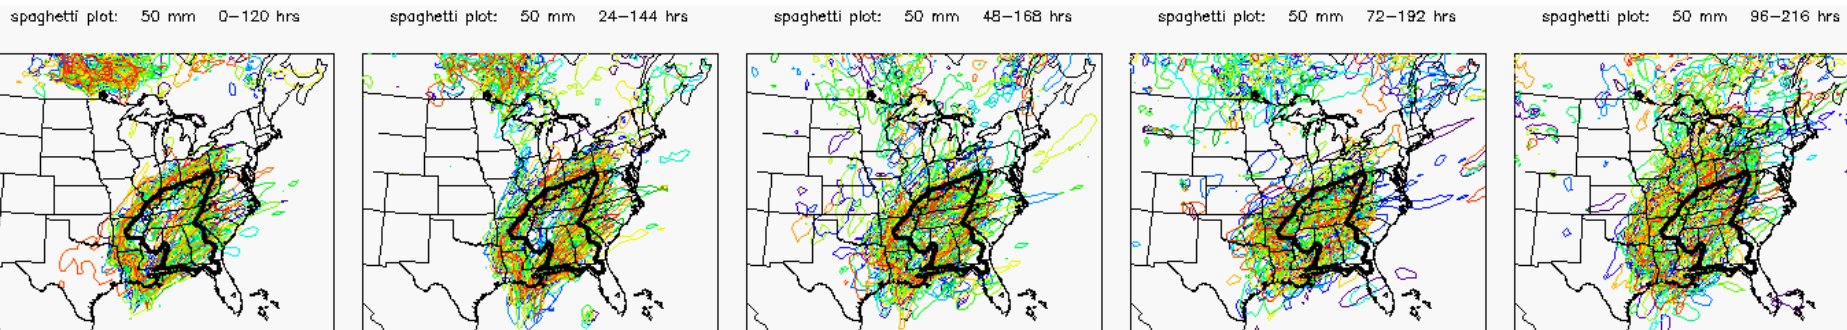 spaghetti plot: 50 mm 0-120 hrs
spaghetti plot: 50 mm 24-144 hrs
spaghetti plot: 50 mm 48-168 hrs
spaghetti plot: 50 mm 72-192 hrs
spaghetti plot: 50 mm 96-216 hrs